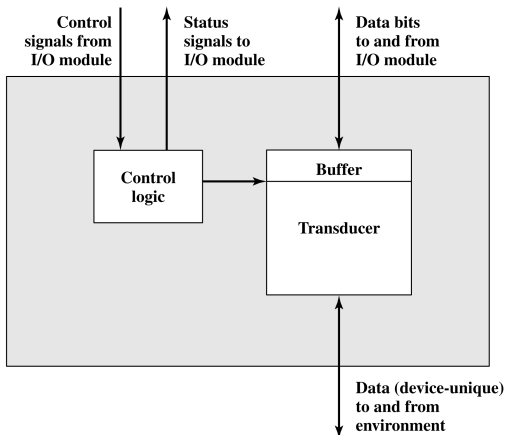 Control
signals from
I/O module
Status
signals to
I/O module
Data bits
to and from
I/O module
Control
logic
Buffer
Transducer
Data (device-unique)
to and from
environment